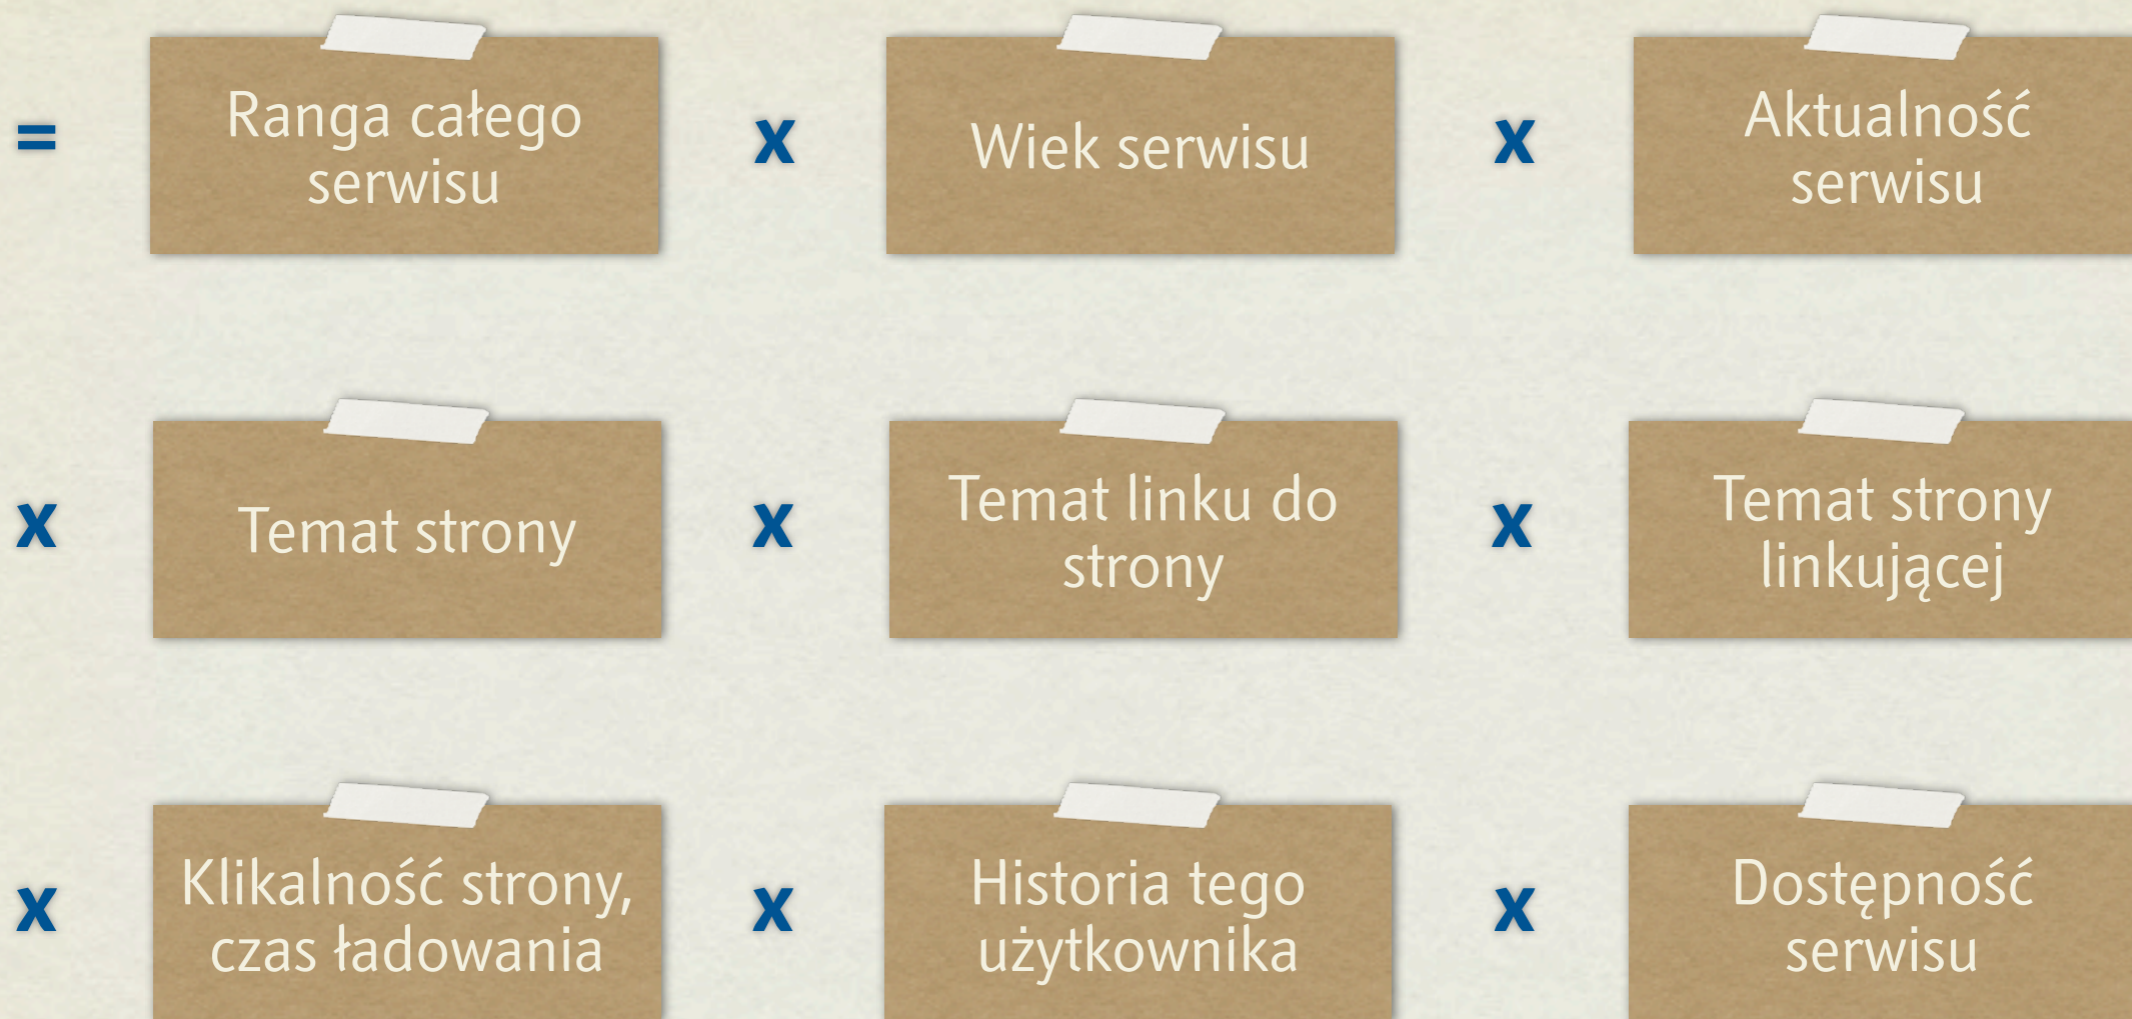 =
Ranga całego
serwisu
x
Wiek serwisu
x
Aktualność
serwisu
x
Temat strony
x
Temat linku do
strony
x
Temat strony
linkującej
x
Klikalność strony,
czas ładowania
x
Historia tego
użytkownika
x
Dostępność
serwisu